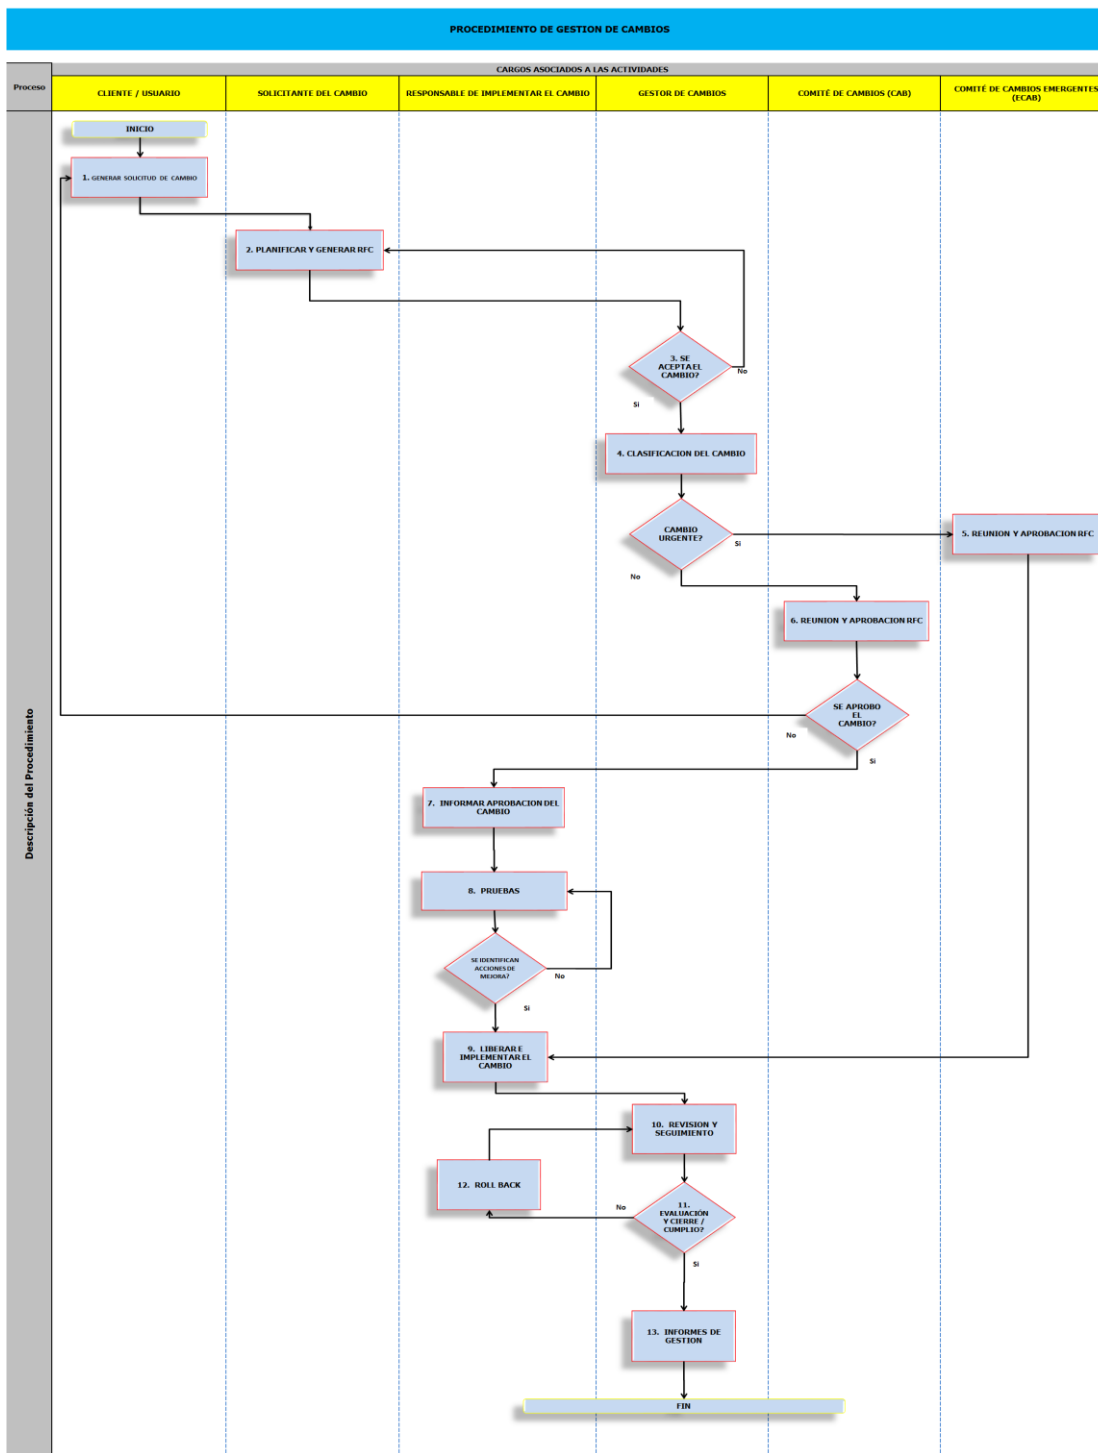 PROCEDIMIENTO DE GESTION DE CAMBIOS
Proceso
CARGOS ASOCIADOS A LAS ACTIVIDADES
CLIENTE / USUARIO
SOLICITANTE DEL CAMBIO
RESPONSABLE DE IMPLEMENTAR EL CAMBIO
GESTOR DE CAMBIOS
COMITÉ DE CAMBIOS (CAB)
COMITÉ DE CAMBIOS EMERGENTES
(ECAB)
Descripción del Procedimiento
INICIO
1. GENERAR SOLICITUD DE CAMBIO
2. PLANIFICAR Y GENERAR RFC
3. SE
ACEPTA EL
CAMBIO?
No
Si
4. CLASIFICACION DEL CAMBIO
CAMBIO
URGENTE?
Si
No
5. REUNION Y APROBACION RFC
6. REUNION Y APROBACION RFC
SE APROBO
EL
CAMBIO?
No
Si
7. INFORMAR APROBACION DEL
CAMBIO
8. PRUEBAS
SE IDENTIFICAN
ACCIONES DE
MEJORA?
No
Si
9. LIBERAR E
IMPLEMENTAR EL
CAMBIO
10. REVISION Y
SEGUIMIENTO
12. ROLL BACK
11.
EVALUACIÓN
Y CIERRE /
CUMPLIO?
No
Si
13. INFORMES DE
GESTION
FIN